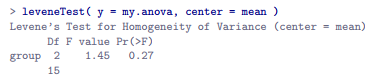 > leveneTest( y = my.anova, center = mean )
Levene's Test for Homogeneity of Variance (center = mean)
Df F value Pr(>F)
group 2 1.45 0.27
15